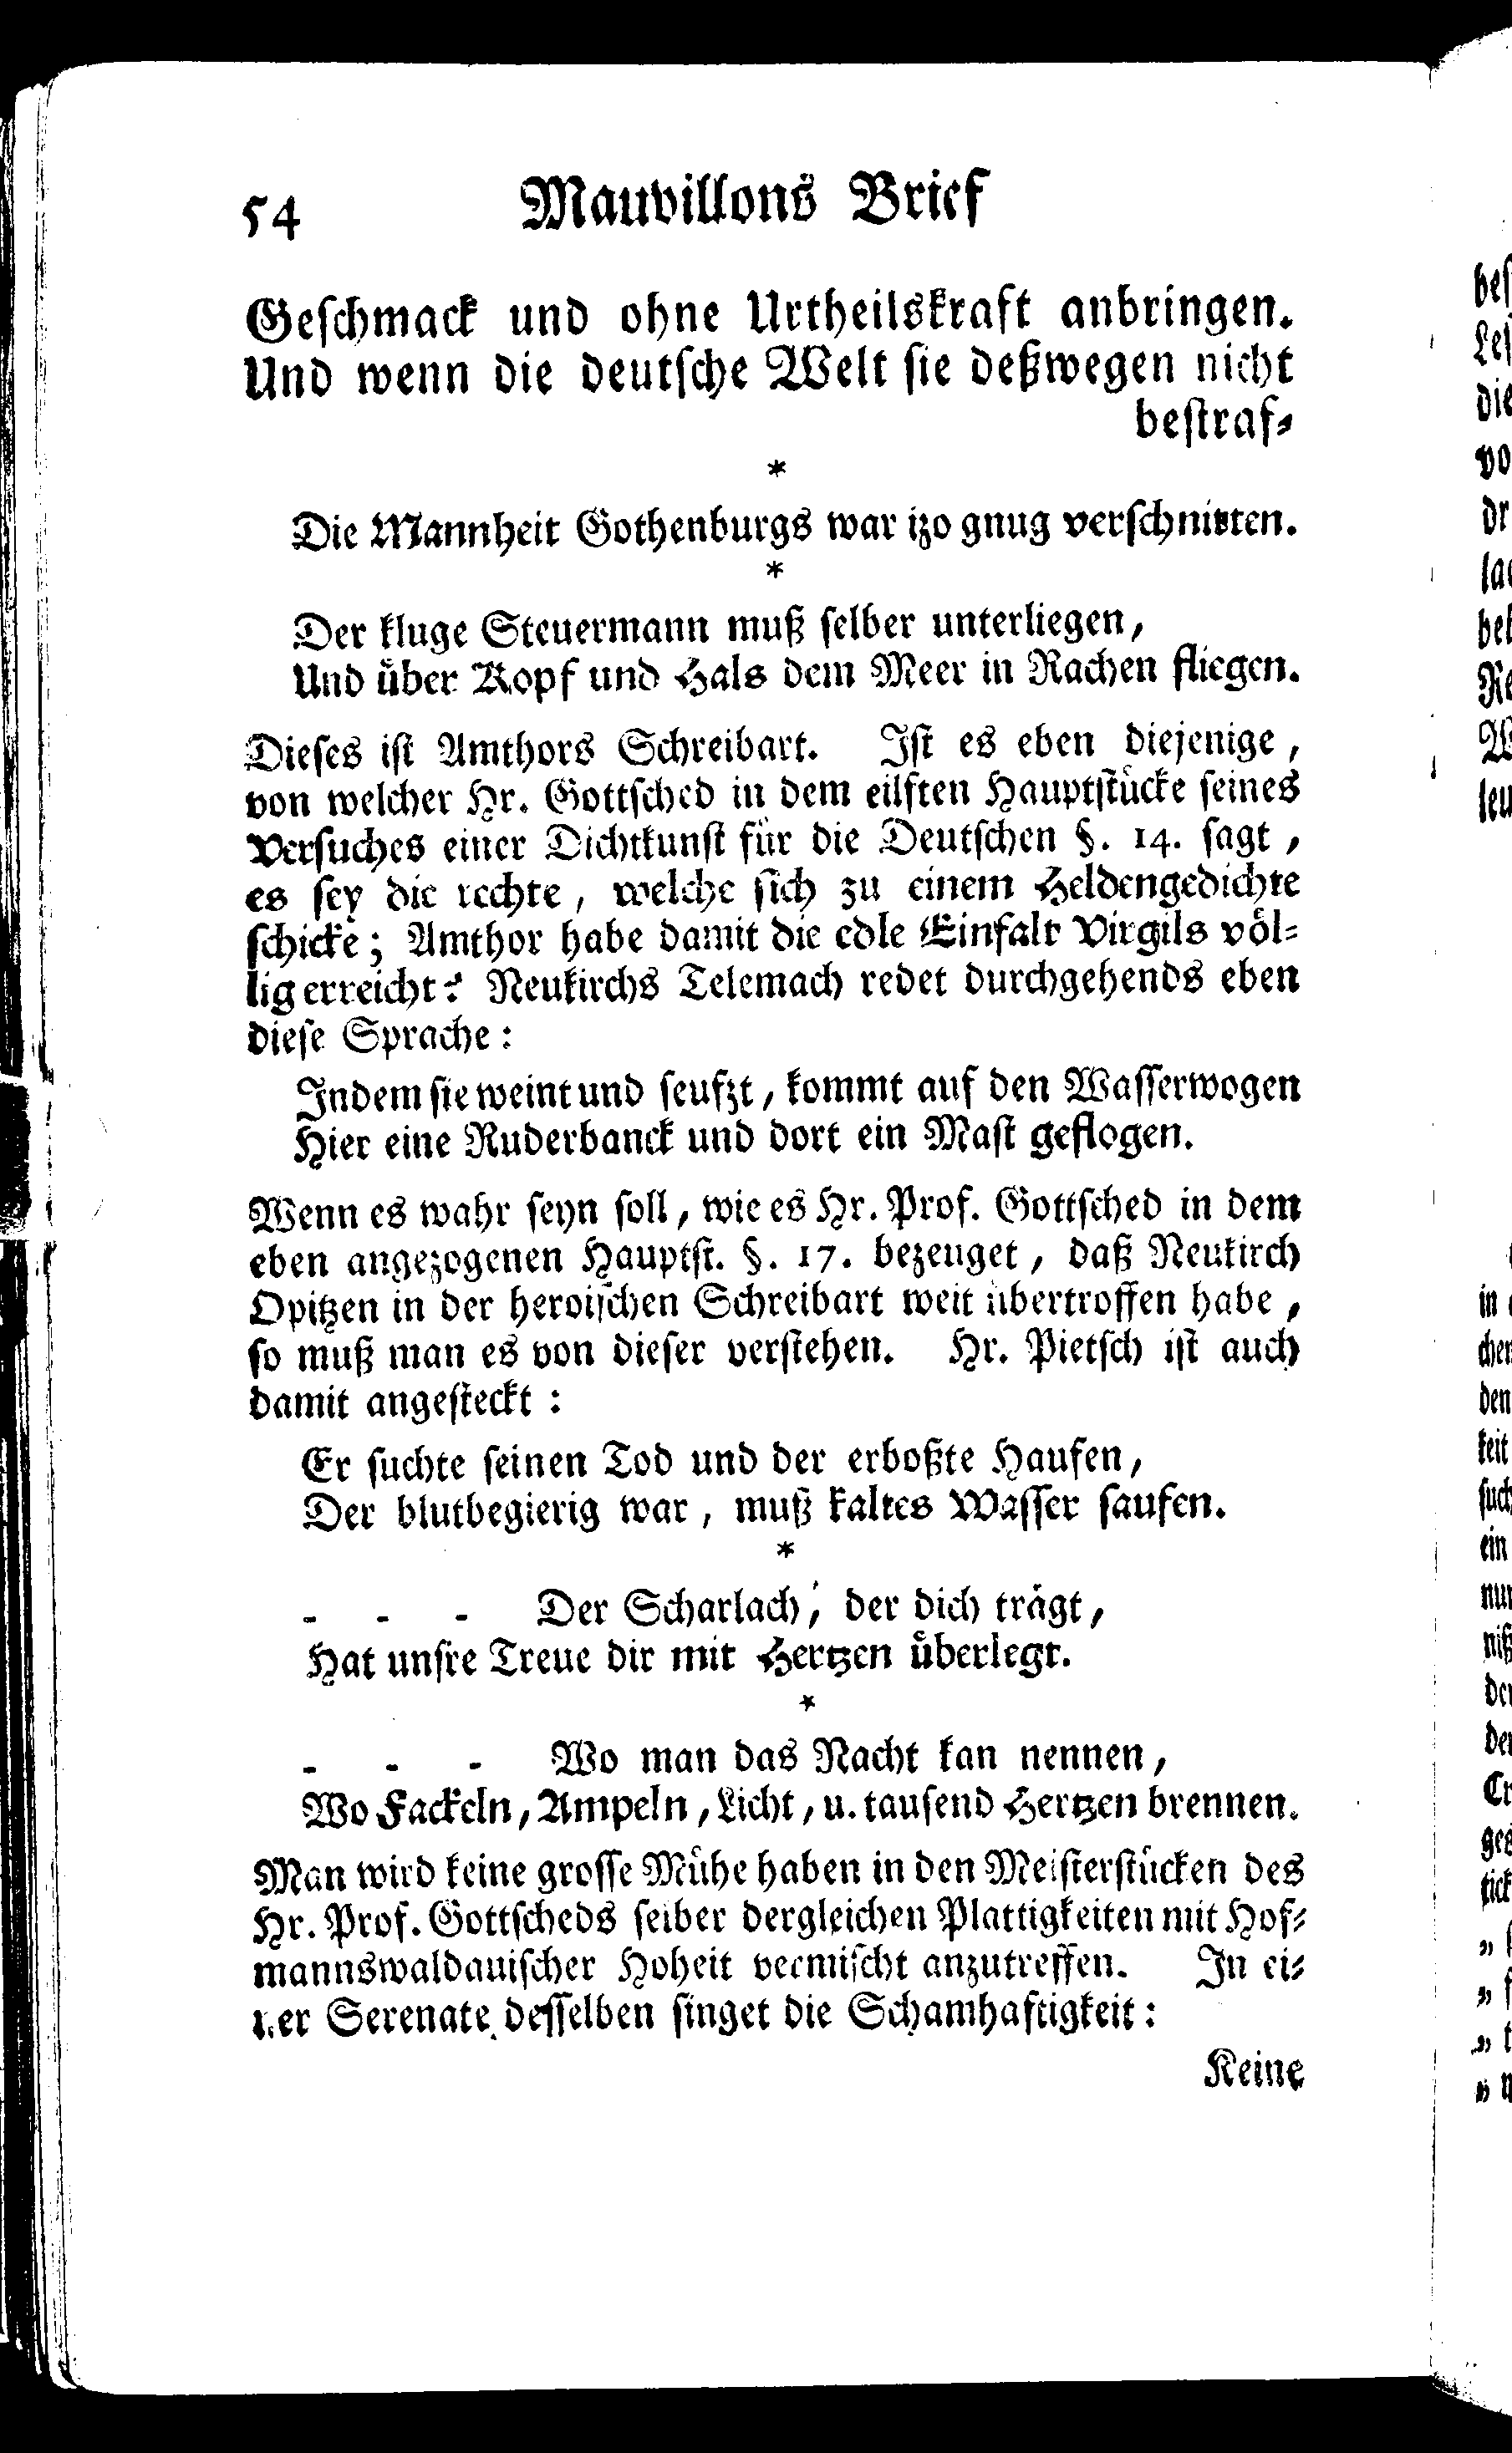 54 Mauvillons Brief
Geschmack und ohne Urtheilskraft anbringen.
Und wenn die deutsche Welt sie deßwegen nicht
bestraf-
*
Die Mannheit Gothenburgs war izo gnug verschnitten.
*
Der kluge Steuermann muß selber unterliegen,
Und über Kopf und Hals dem Meer in Rachen fliegen.
Dieses ist Amthors Schreibart. Ist es eben diejenige,
von welcher Hr. Gottsched in dem eilften Hauptstücke seines
Versuches einer Dichtkunst für die Deutschen §. 14. sagt,
es sey die rechte, welche sich zu einem Heldengedichte
schicke; Amthor habe damit die edle Einfalt Virgils völ-
lig erreicht? Neukirchs Telemach redet durchgehends eben
diese Sprache:
Indem sie weint und seufzt, kommt auf den Wasserwogen
Hier eine Ruderbanck und dort ein Mast geflogen.
Wenn es wahr seyn soll, wie es Hr. Prof. Gottsched in dem
eben angezogenen Hauptst. §. 17. bezeuget, daß Neukirch
Opitzen in der heroischen Schreibart weit übertroffen habe,
so muß man es von dieser verstehen. Hr. Pietsch ist auch
damit angesteckt:
Er suchte seinen Tod und der erboßte Haufen,
Der blutbegierig war, muß kaltes Wasser saufen.
*
- - - Der Scharlach, der dich trägt,
Hat unsre Treue dir mit Hertzen überlegt.
*
- - - Wo man das Nacht kan nennen,
Wo Fackeln, Ampeln, Licht, u. tausend Hertzen brennen.
Man wird keine grosse Mühe haben in den Meisterstücken des
Hr. Prof. Gottscheds selber dergleichen Plattigkeiten mit Hof-
mannswaldauischer Hoheit vermischt anzutreffen. In ei-
ner Serenate desselben singet die Schamhaftigkeit:
Keine